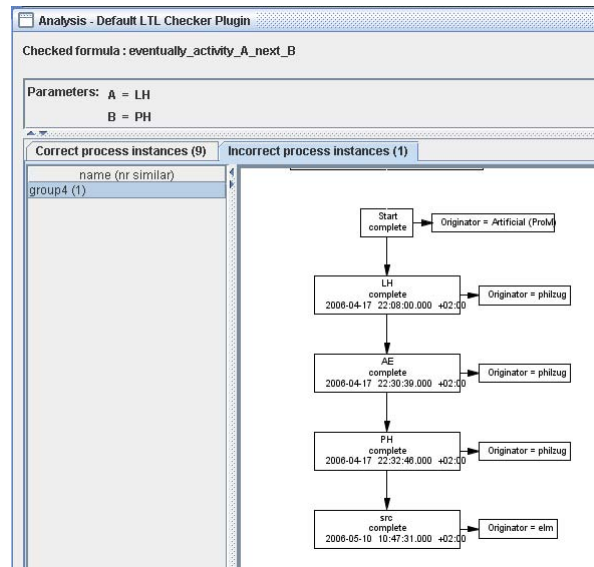 Analysis - Default LTL Checker Plugin
Checked formula : eventually_activity_A_next_B
Parameters: A = LH
B = PH
Correct process instances (9) Incorrect process instances (1)
name (nr similar)
group4 (1)
Start
complete
Originator = Artificial (ProM)
LH
complete
2006-04-17 22:08:00.000 +02:00
Originator = philzug
AE
complete
2006-04-17 22:30:39.000 +02:00
Originator = philzug
PH
complete
2006-04-17 22:32:46.000 +02:00
Originator = philzug
src
complete
2006-05-10 10:47:31.000 +02:00
Originator = elm